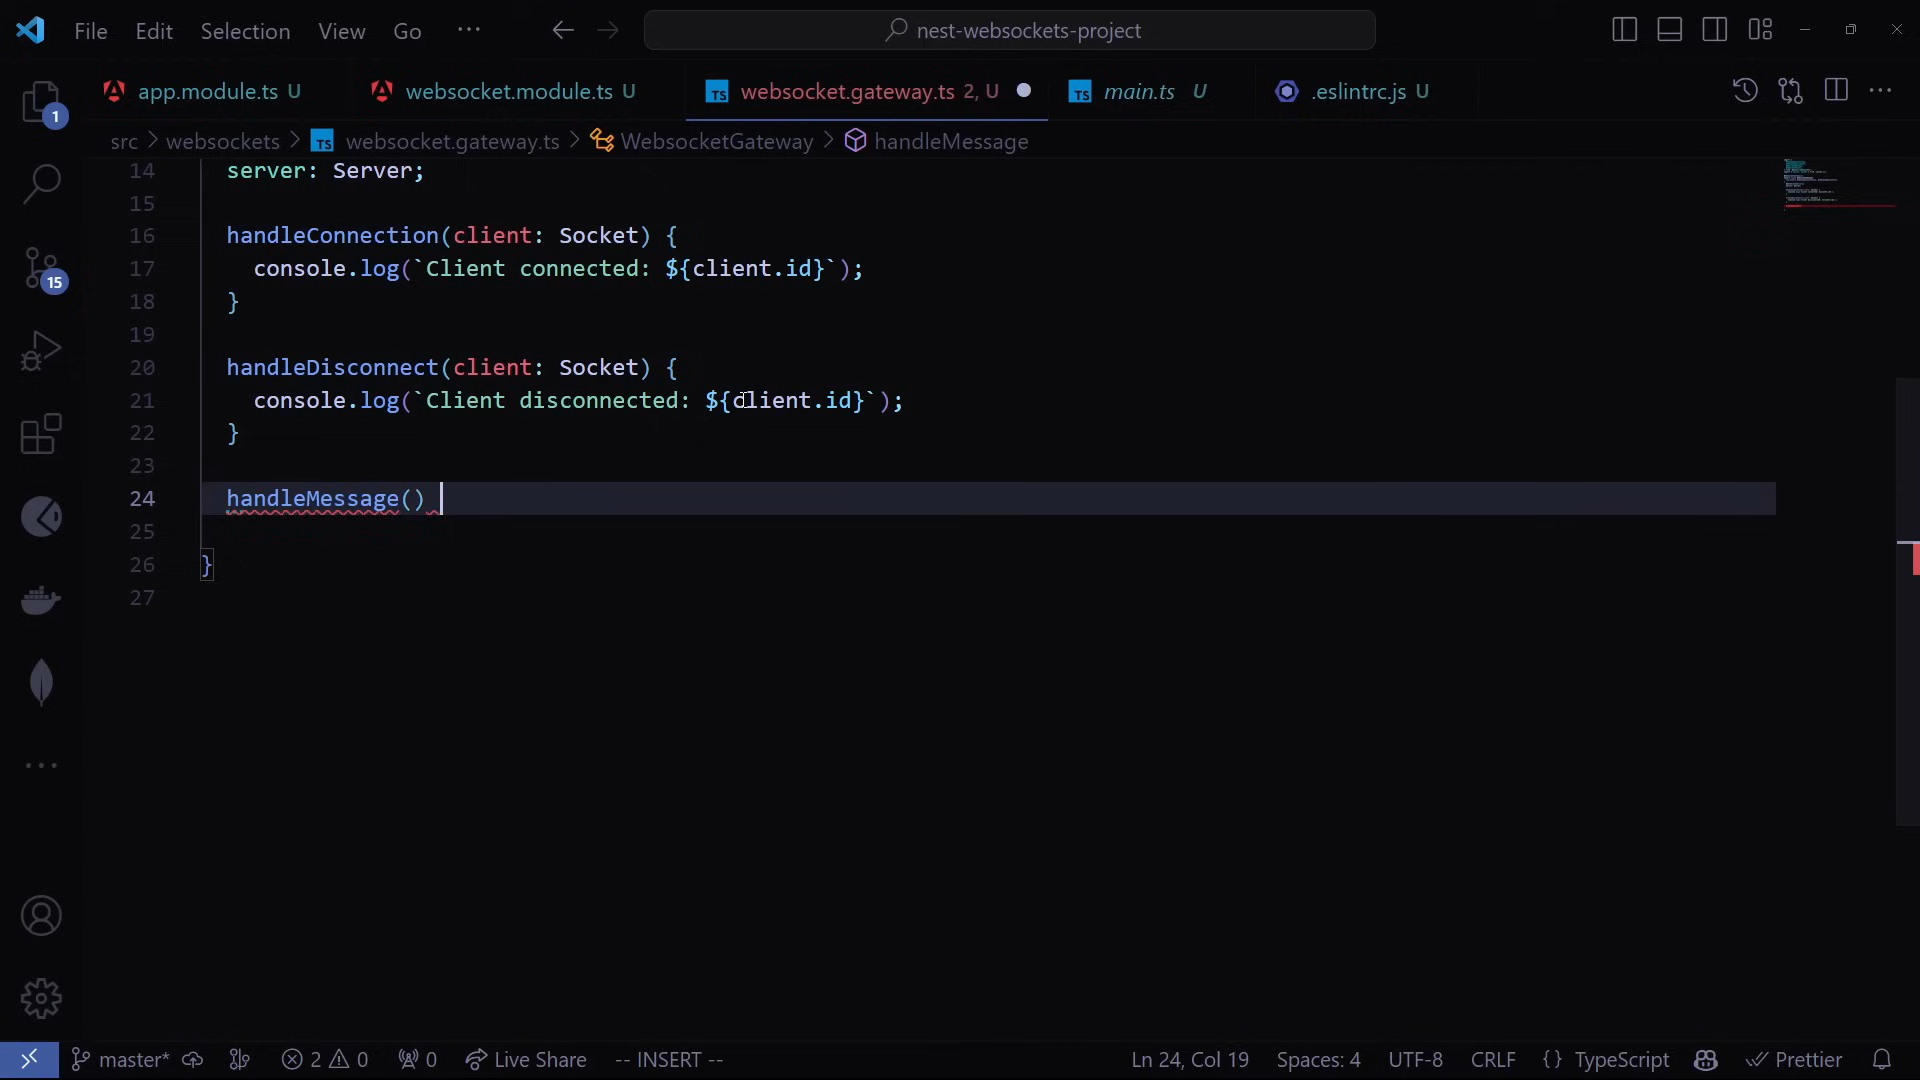 File Edit Selection View Go ··· nest-websockets-project
app.module.ts U websocket.module.ts U TS websocket.gateway.ts 2, U TS main.ts U .eslintrc.js U
src > websockets > TS websocket.gateway.ts > WebsocketGateway > handleMessage
14 server: Server;
15
16 handleConnection(client: Socket) {
17 console.log(`Client connected: ${client.id}`);
18 }
19
20 handleDisconnect(client: Socket) {
21 console.log(`Client disconnected: ${client.id}`);
22 }
23
24 handleMessage()
25
26 }
27
1
15
master* 2 0 0 Live Share -- INSERT -- Ln 24, Col 19 Spaces: 4 UTF-8 CRLF {} TypeScript Prettier